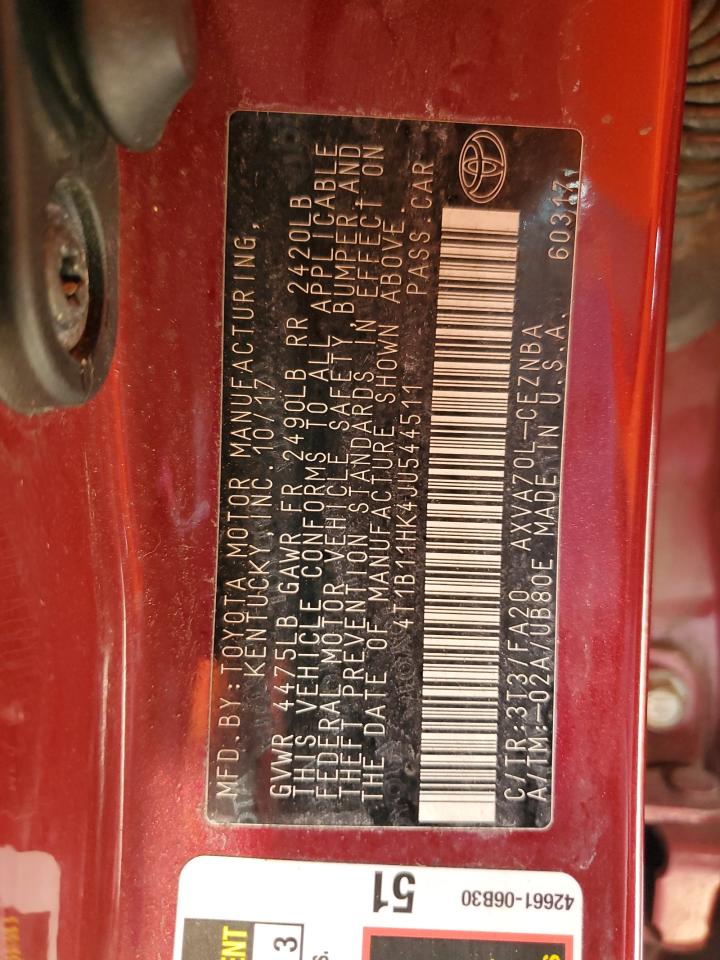 MFD.BY:TOYOTA MOTOR MANUFACTURING,
KENTUCKY,INC.10/17
GVWR 4475LB GAWR FR 2490LB RR 2420LB
THIS VEHICLE CONFORMS TO ALL APPLICABLE
FEDERAL MOTOR VEHICLE SAFETY,BUMPER,AND
THEFT PREVENTION STANDARDS IN EFFECT ON
THE DATE OF MANUFACTURE SHOWN ABOVE.
4T1B11HK4JU544511 PASS.CAR
C/TR:3T3/FA20 AXVA70L-CEZNBA
A/TM:-02A/UB80E MADE IN U.S.A. 60317
51
42661-06B30
3